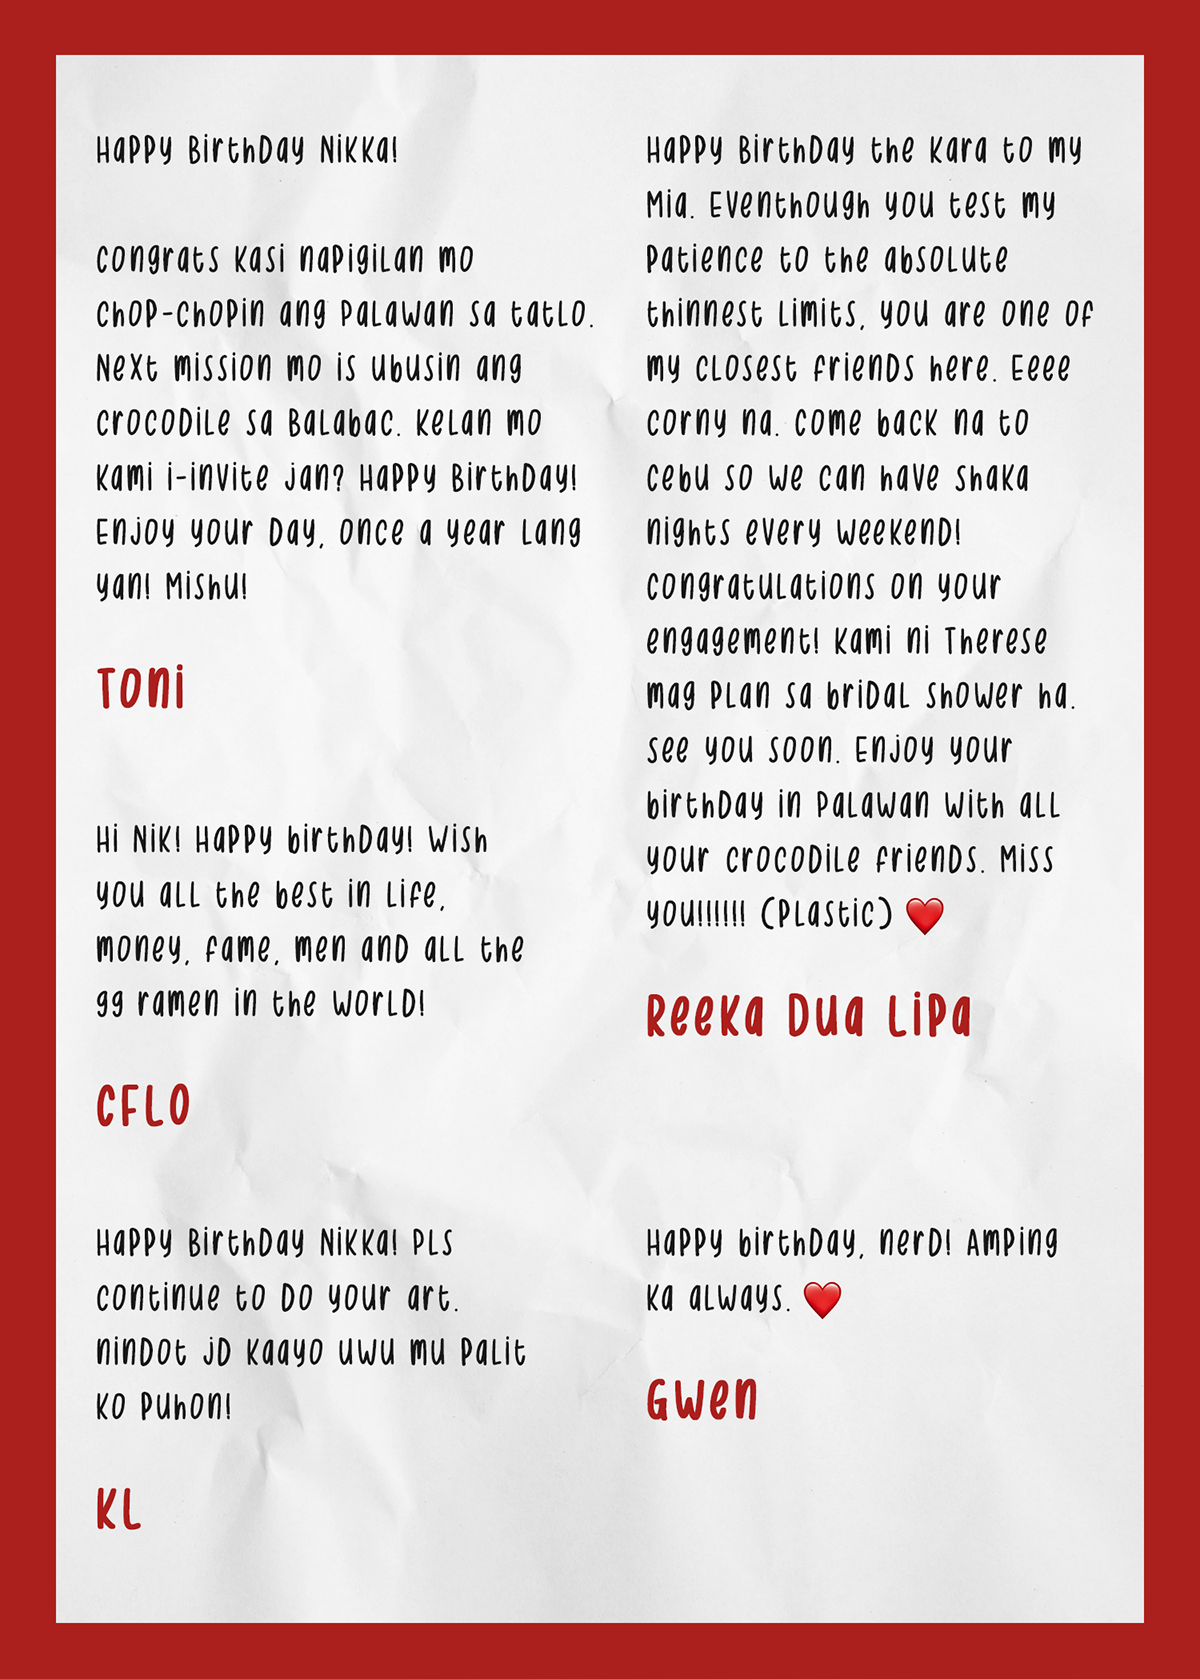 Happy Birthday Nikka!
Congrats kasi napigilan mo
chop-chopin ang Palawan sa tatlo.
Next mission mo is ubusin ang
crocodile sa Balabac. Kelan mo
kami i-invite jan? Happy Birthday!
Enjoy your day, once a year lang
yan! Mishu!
Toni
Hi Nik! Happy birthday! Wish
you all the best in life,
money, fame, men and all the
gg ramen in the world!
CFLO
Happy Birthday Nikka! Pls
continue to do your art.
nindot jd kaayo uwu mu palit
ko puhon!
KL
Happy Birthday the Kara to my
Mia. Eventhough you test my
patience to the absolute
thinnest limits, you are one of
my closest friends here. Eeee
corny na. Come back na to
Cebu so we can have shaka
nights every weekend!
Congratulations on your
engagement! Kami ni Therese
mag plan sa bridal shower ha.
See you soon. Enjoy your
birthday in Palawan with all
your crocodile friends. Miss
you!!!!!! (Plastic) ❤️
Reeka Dua Lipa
Happy birthday, nerd! Amping
ka always. ❤️
Gwen